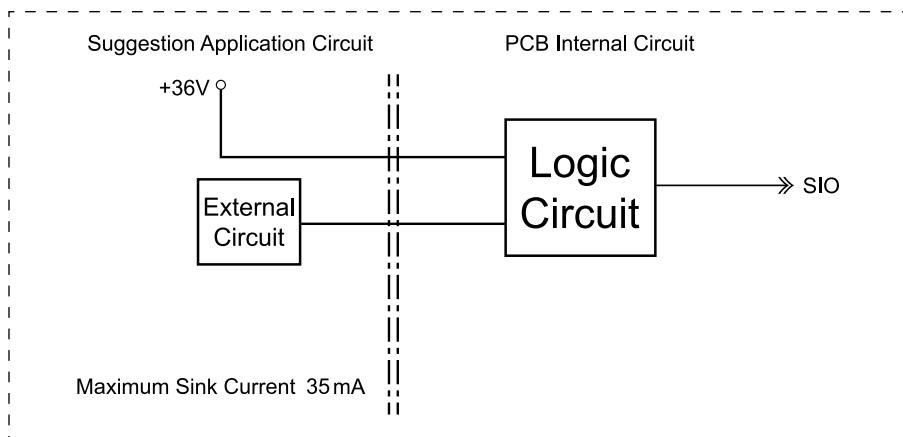 Suggestion Application Circuit
PCB Internal Circuit
+36V
Logic
Circuit
SIO
External
Circuit
Maximum Sink Current 35mA